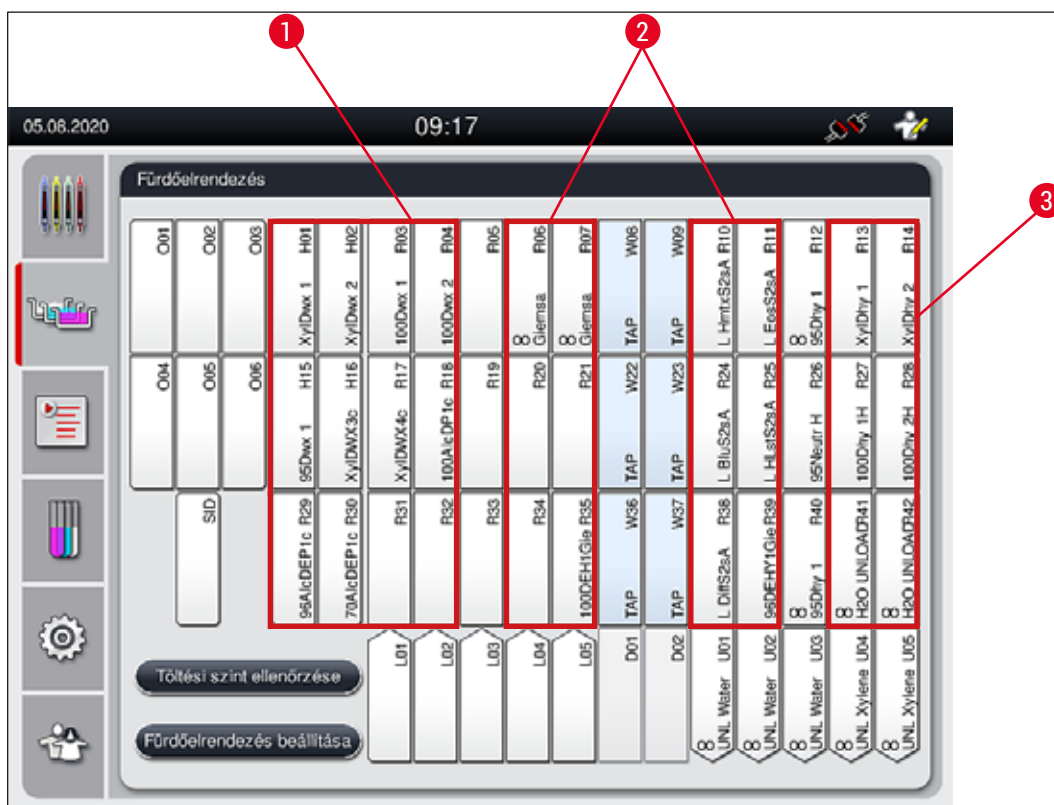 1
2
3
05.08.2020
09:17
Fürdőelrendezés
O01
O02
O03
XylDwx 1 H01
XylDwx 2 H02
100Dwx 1 R03
100Dwx 2 R04
R05
∞ Giemsa R06
∞ Giemsa R07
TAP W08
TAP W09
L HmtxS2sA R10
L EosS2sA R11
∞ 95Dhy 1 R12
XylDhy 1 R13
XylDhy 2 R14
O04
O05
O06
95Dwx 1 H15
XylDWX3c H16
XylDWX4c R17
100AlcDP1c R18
R19
R20
R21
TAP W22
TAP W23
L BluS2sA R24
L HLstS2sA R25
95Neutr H R26
100Dhy 1H R27
100Dhy 2H R28
SID
96AlcDEP1c R29
70AlcDEP1c R30
R31
R32
R33
R34
100DEH1Gie R35
TAP W36
TAP W37
L DiffS2sA R38
96DEHY1Gie R39
∞ 95Dhy 1 R40
∞ H2O UNLOAD R41
∞ H2O UNLOAD R42
L01
L02
L03
L04
L05
D01
D02
∞ UNL Water U01
∞ UNL Water U02
∞ UNL Water U03
∞ UNL Xylene U04
∞ UNL Xylene U05
Töltési szint ellenőrzése
Fürdőelrendezés beállítása